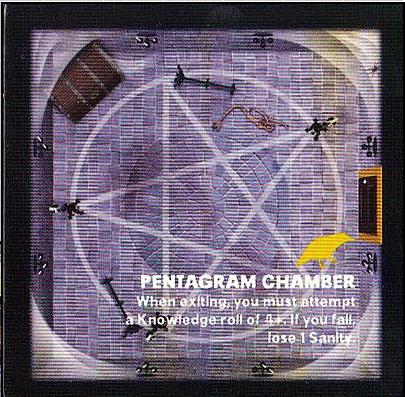 PENTAGRAM CHAMBER
When exiting, you must attempt
a Knowledge roll of 4+. If you fail,
lose 1 Sanity.